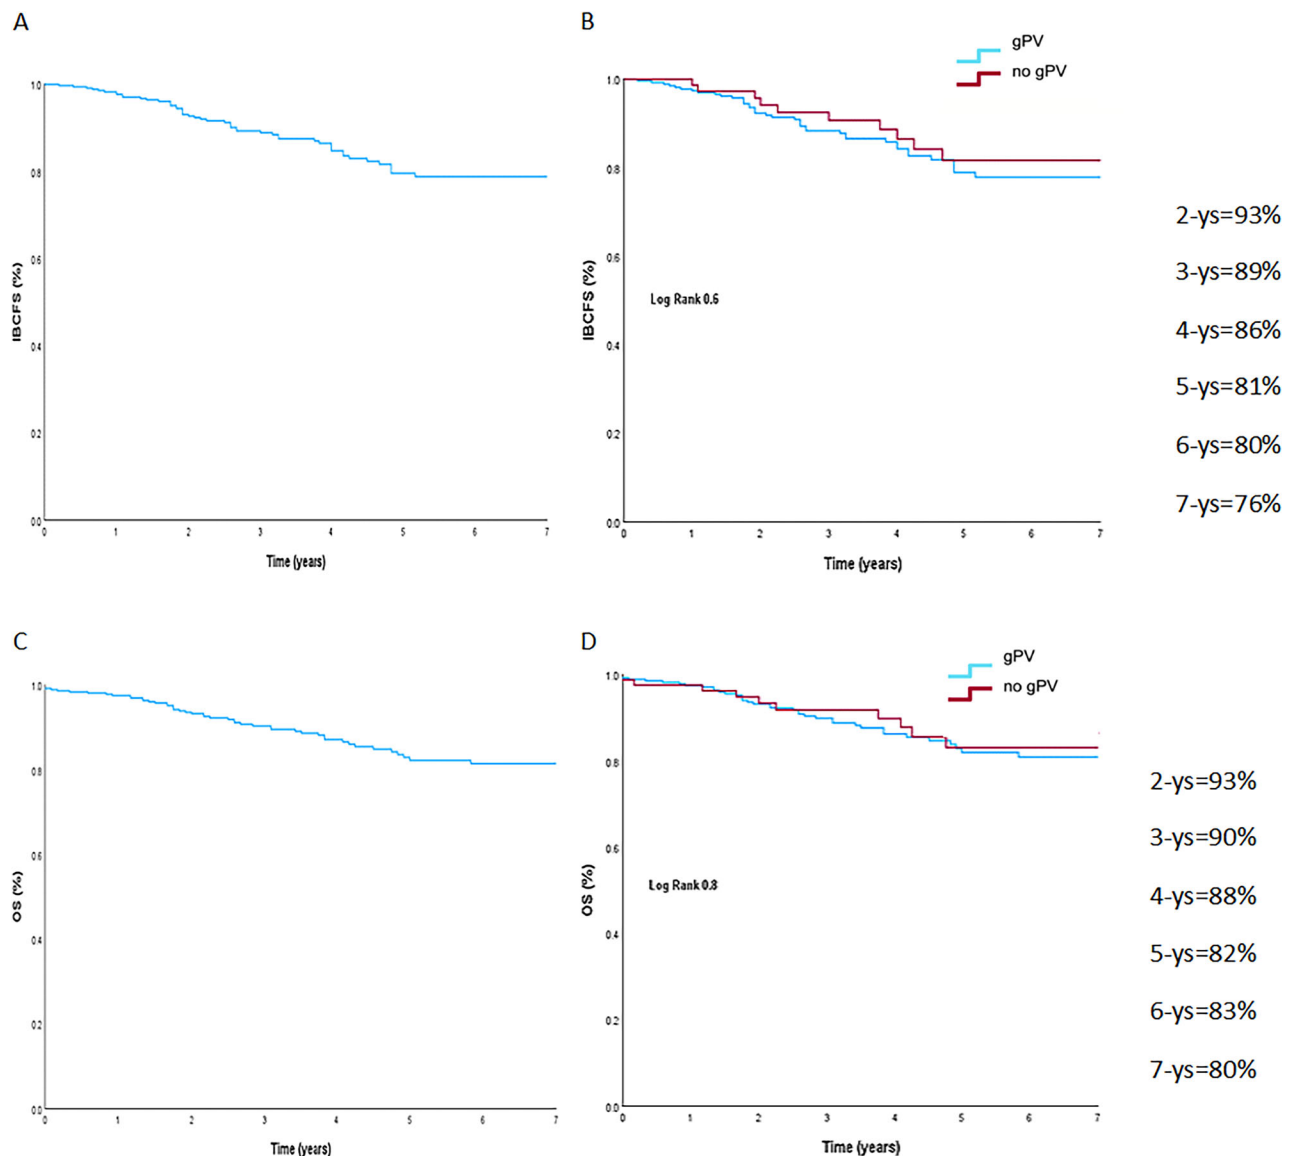 A
1.0
0.8
0.6
0.4
0.2
0.0
IBCFS (%)
0 1 2 3 4 5 6 7
Time (years)
B
gPV
no gPV
1.0
0.8
0.6
0.4
0.2
0.0
IBCFS (%)
Log Rank 0.6
0 1 2 3 4 5 6 7
Time (years)
2-ys=93%
3-ys=89%
4-ys=86%
5-ys=81%
6-ys=80%
7-ys=76%
C
1.0
0.8
0.6
0.4
0.2
0.0
OS (%)
0 1 2 3 4 5 6 7
Time (years)
D
gPV
no gPV
1.0
0.8
0.6
0.4
0.2
0.0
OS (%)
Log Rank 0.8
0 1 2 3 4 5 6 7
Time (years)
2-ys=93%
3-ys=90%
4-ys=88%
5-ys=82%
6-ys=83%
7-ys=80%